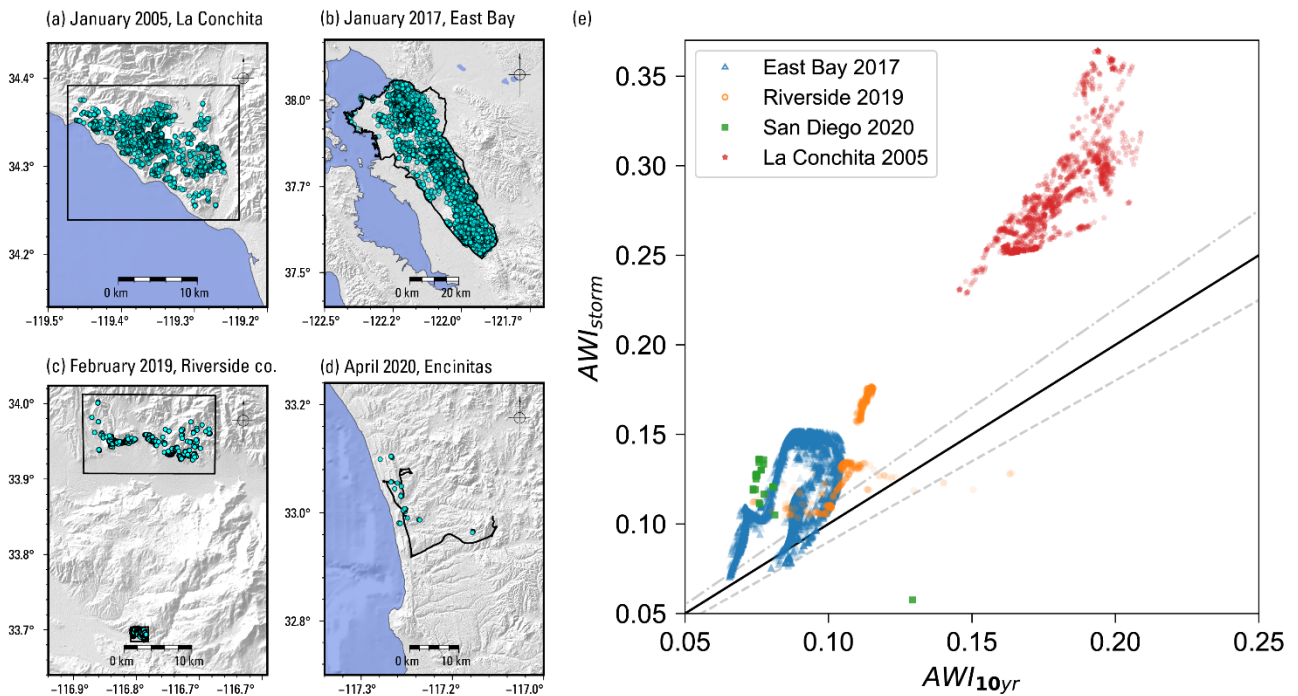 (a) January 2005, La Conchita
34.4°
34.3°
34.3°
34.2°
0 km 10 km
−119.5 −119.4 −119.3 −119.2
(b) January 2017, East Bay
38.0°
37.7°
37.5°
0 km 20 km
−122.5 −122.2 −122.0 −121.7
(c) February 2019, Riverside co.
34.0°
33.9°
33.8°
33.7°
0 km 10 km
−116.9 −116.8 −116.7 −116.7
(d) April 2020, Encinitas
33.2°
33.0°
32.8°
0 km 10 km
−117.3 −117.2 −117.0
(e)
East Bay 2017
Riverside 2019
San Diego 2020
La Conchita 2005
0.35
0.30
0.25
0.20
0.15
0.10
0.05
AWIstorm
0.05 0.10 0.15 0.20 0.25
AWI10yr